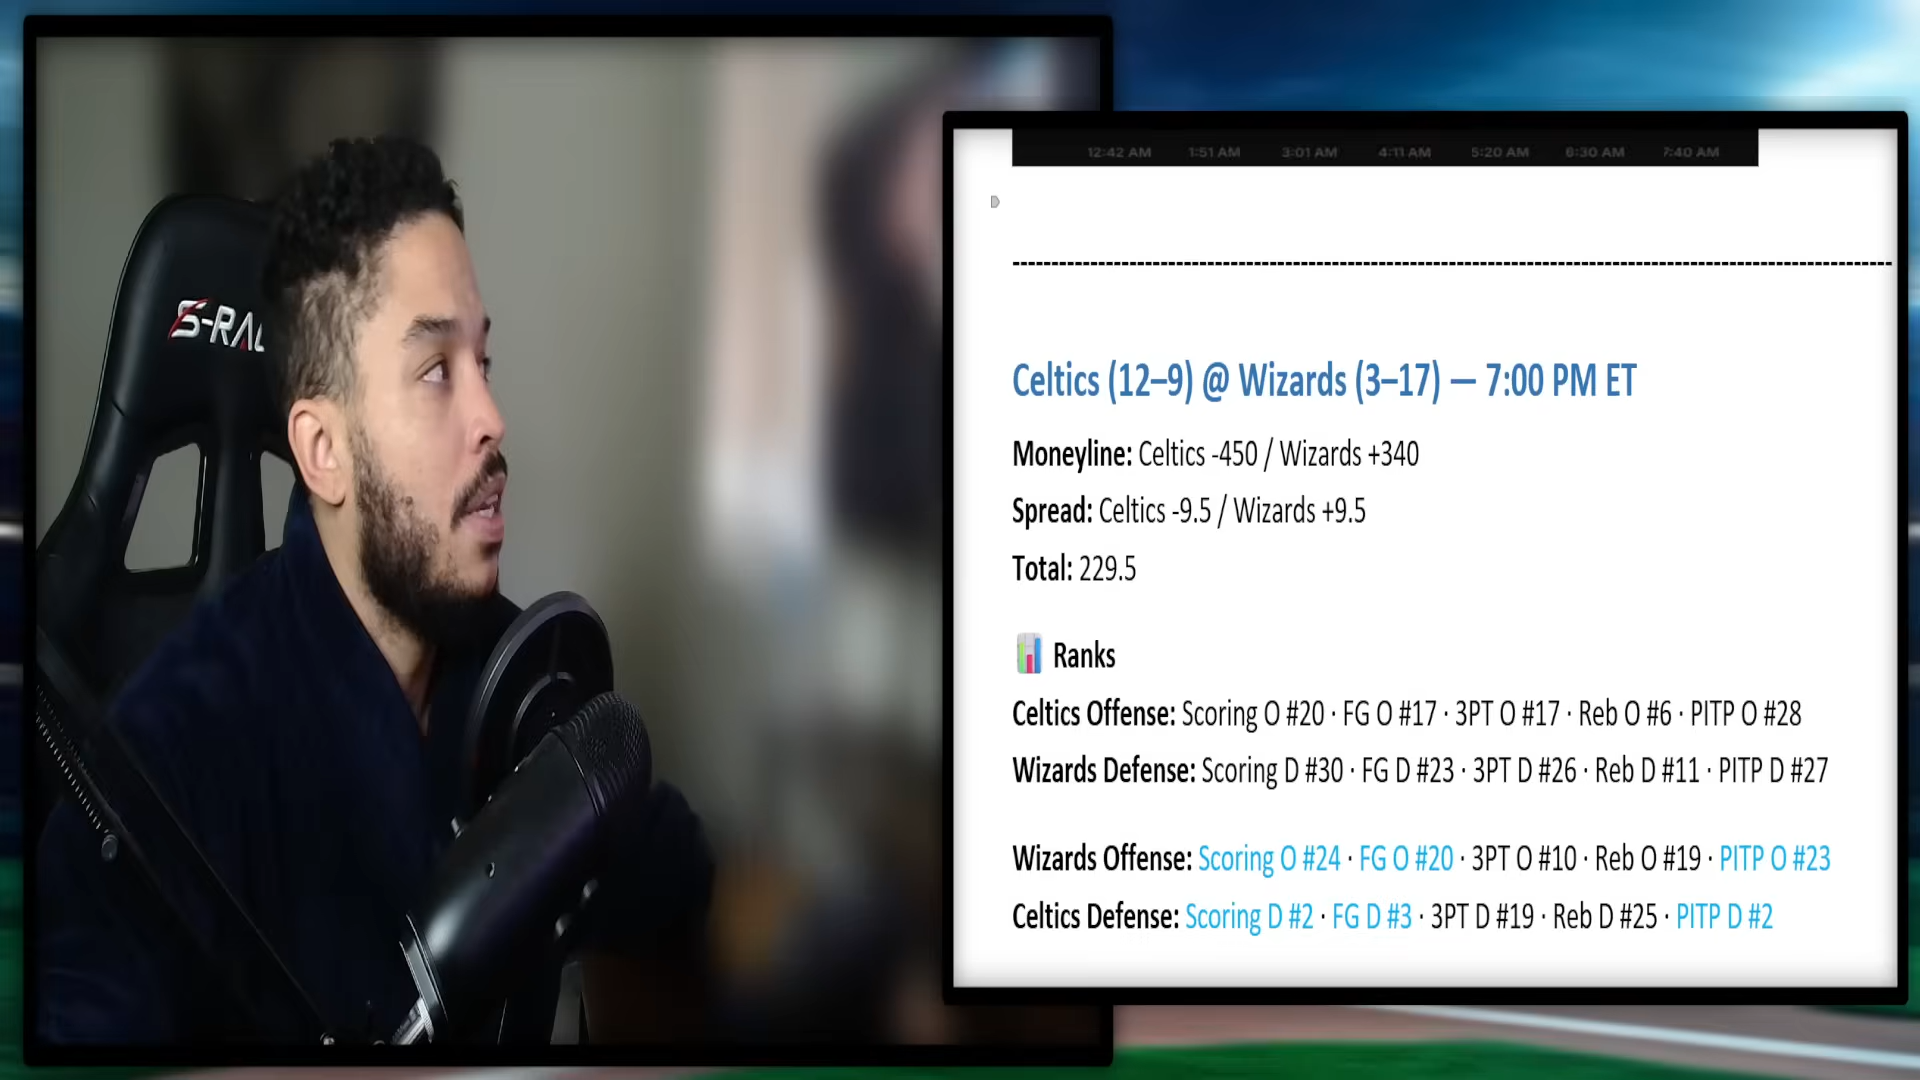 S-RAC
12:42 AM 1:51 AM 3:01 AM 4:11 AM 5:20 AM 6:30 AM 7:40 AM
--------------------------------------------------------------------------------------------------------------
Celtics (12–9) @ Wizards (3–17) — 7:00 PM ET
Moneyline: Celtics -450 / Wizards +340
Spread: Celtics -9.5 / Wizards +9.5
Total: 229.5
Ranks
Celtics Offense: Scoring O #20 · FG O #17 · 3PT O #17 · Reb O #6 · PITP O #28
Wizards Defense: Scoring D #30 · FG D #23 · 3PT D #26 · Reb D #11 · PITP D #27
Wizards Offense: Scoring O #24 · FG O #20 · 3PT O #10 · Reb O #19 · PITP O #23
Celtics Defense: Scoring D #2 · FG D #3 · 3PT D #19 · Reb D #25 · PITP D #2